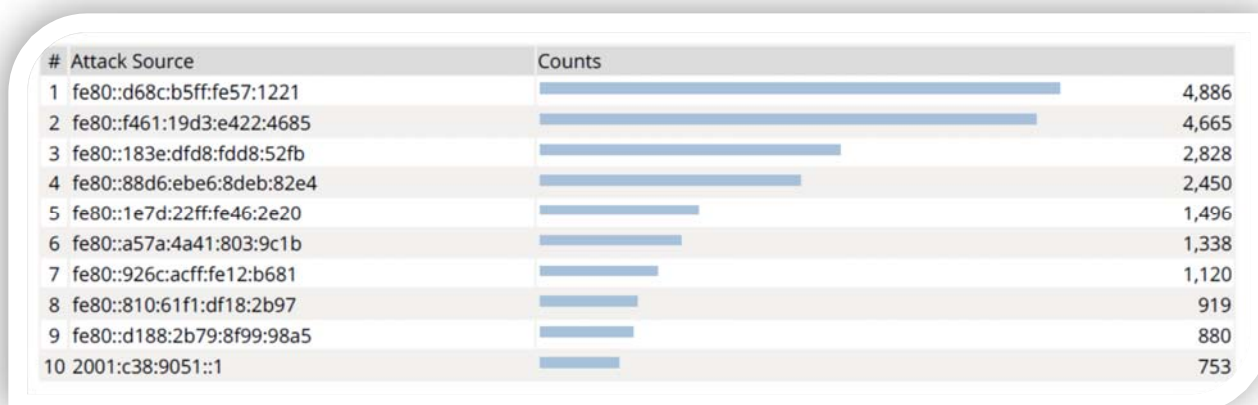 # Attack Source Counts
1 fe80::d68c:b5ff:fe57:1221 4,886
2 fe80::f461:19d3:e422:4685 4,665
3 fe80::183e:dfd8:fdd8:52fb 2,828
4 fe80::88d6:ebe6:8deb:82e4 2,450
5 fe80::1e7d:22ff:fe46:2e20 1,496
6 fe80::a57a:4a41:803:9c1b 1,338
7 fe80::926c:acff:fe12:b681 1,120
8 fe80::810:61f1:df18:2b97 919
9 fe80::d188:2b79:8f99:98a5 880
10 2001:c38:9051::1 753